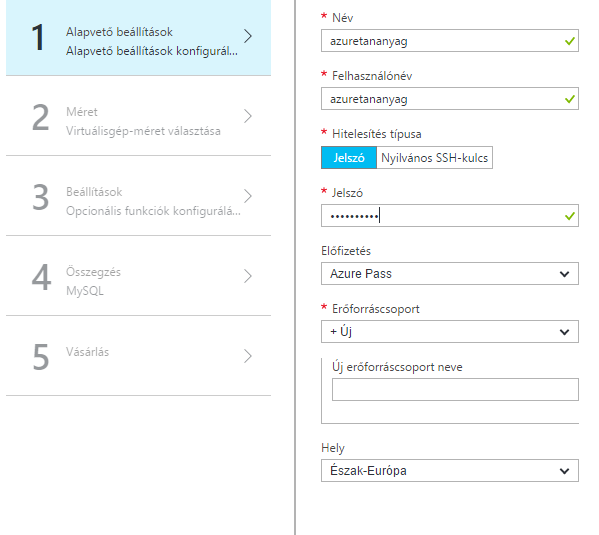 1
Alapvető beállítások
Alapvető beállítások konfigurál...
2
Méret
Virtuálisgép-méret választása
3
Beállítások
Opcionális funkciók konfigurálá...
4
Összegzés
MySQL
5
Vásárlás
* Név
azuretananyag
* Felhasználónév
azuretananyag
* Hitelesítés típusa
Jelszó Nyilvános SSH-kulcs
* Jelszó
••••••••••
Előfizetés
Azure Pass
* Erőforráscsoport
+ Új
Új erőforráscsoport neve
Hely
Észak-Európa